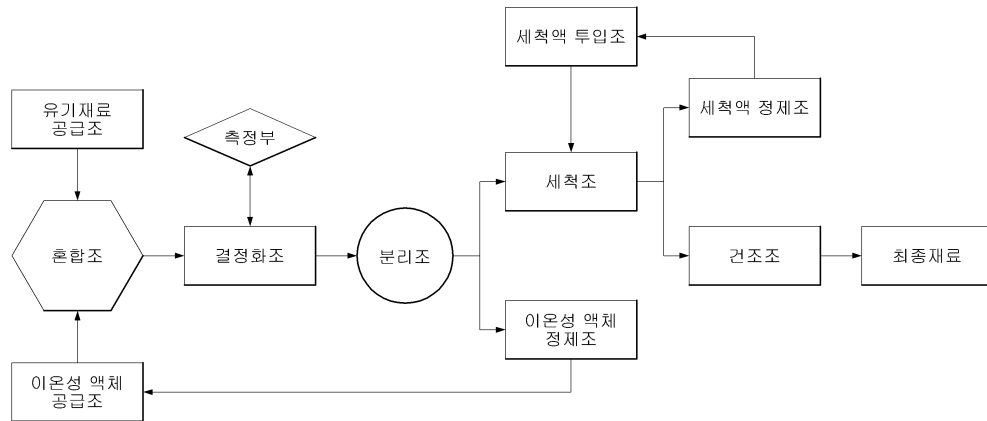 세척액 투입조
유기재료
공급조
측정부
세척액 정제조
세척조
혼합조
결정화조
분리조
건조조
최종재료
이온성 액체
정제조
이온성 액체
공급조